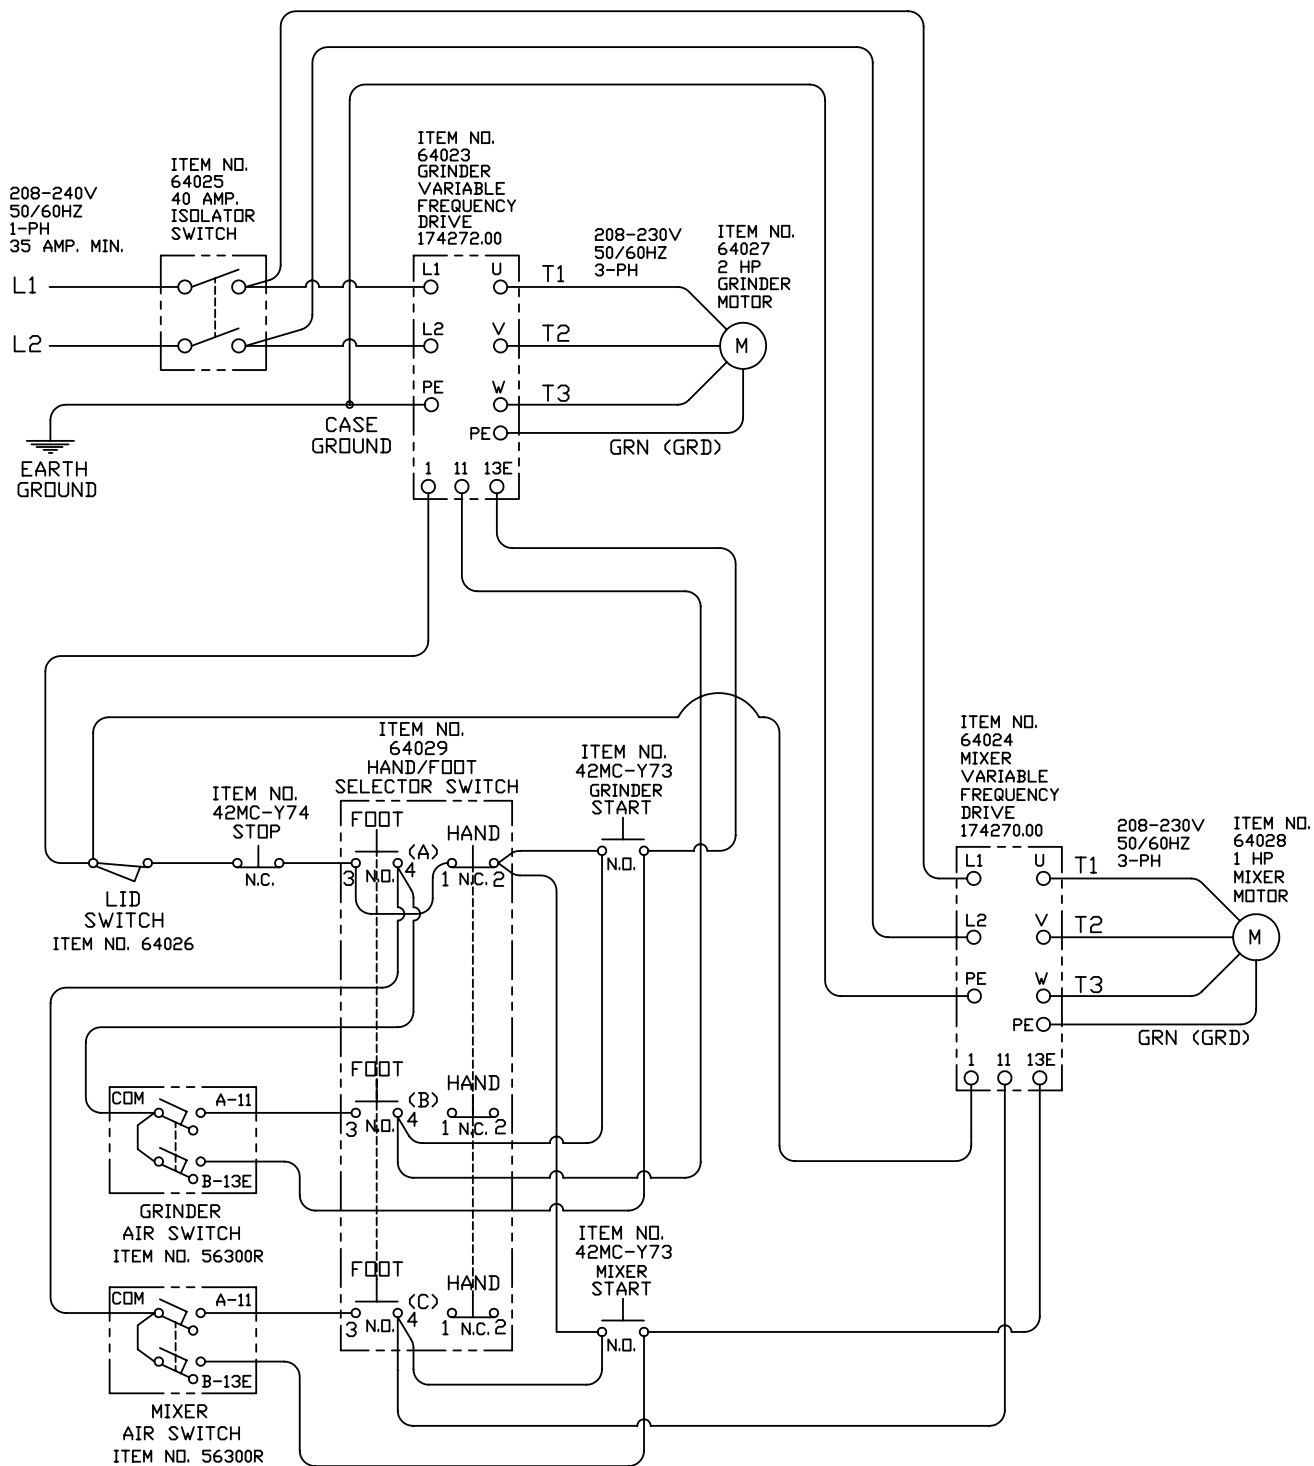 208-240V
50/60HZ
1-PH
35 AMP. MIN.
ITEM NO.
64025
40 AMP.
ISOLATOR
SWITCH
ITEM NO.
64023
GRINDER
VARIABLE
FREQUENCY
DRIVE
174272.00
208-230V
50/60HZ
3-PH
ITEM NO.
64027
2 HP
GRINDER
MOTOR
L1
L2
L1
U
T1
L2
V
T2
M
PE
W
T3
PE
GRN (GRD)
CASE
GROUND
EARTH
GROUND
1 11 13E
ITEM NO.
64029
HAND/FOOT
SELECTOR SWITCH
ITEM NO.
42MC-Y73
GRINDER
START
ITEM NO.
42MC-Y74
STOP
N.C.
FOOT
HAND
(A)
3 N.O. 4
1 N.C. 2
N.O.
LID
SWITCH
ITEM NO. 64026
ITEM NO.
64024
MIXER
VARIABLE
FREQUENCY
DRIVE
174270.00
208-230V
50/60HZ
3-PH
ITEM NO.
64028
1 HP
MIXER
MOTOR
L1
U
T1
L2
V
T2
M
PE
W
T3
PE
GRN (GRD)
1 11 13E
FOOT
HAND
COM
A-11
(B)
3 N.O. 4
1 N.C. 2
B-13E
GRINDER
AIR SWITCH
ITEM NO. 56300R
ITEM NO.
42MC-Y73
MIXER
START
FOOT
HAND
COM
A-11
(C)
3 N.O. 4
1 N.C. 2
N.O.
B-13E
MIXER
AIR SWITCH
ITEM NO. 56300R